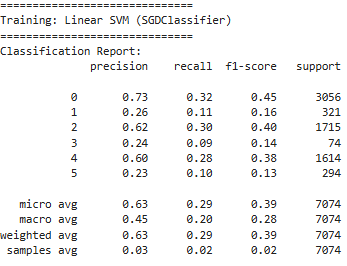 ==============================
Training: Linear SVM (SGDClassifier)
==============================
Classification Report:
precision recall f1-score support
0 0.73 0.32 0.45 3056
1 0.26 0.11 0.16 321
2 0.62 0.30 0.40 1715
3 0.24 0.09 0.14 74
4 0.60 0.28 0.38 1614
5 0.23 0.10 0.13 294
micro avg 0.63 0.29 0.39 7074
macro avg 0.45 0.20 0.28 7074
weighted avg 0.63 0.29 0.39 7074
samples avg 0.03 0.02 0.02 7074